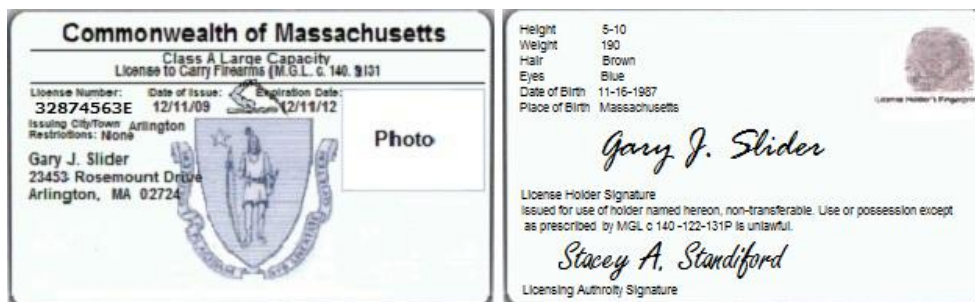 Commonwealth of Massachusetts
Class A Large Capacity
License to Carry Firearms (M.G.L. c. 140. §131
License Number: Date of Issue: Expiration Date:
32874563E 12/11/09 12/11/12
Issuing City/Town Arlington
Restrictions: None
Gary J. Slider
23453 Rosemount Drive
Arlington, MA 02724
Photo
Height 5-10
Weight 190
Hair Brown
Eyes Blue
Date of Birth 11-16-1987
Place of Birth Massachusetts
License Holder's Fingerprint
Gary J. Slider
License Holder Signature
Issued for use of holder named hereon, non-transferable. Use or possession except
as prescribed by MGL c 140 -122-131P is unlawful.
Stacey A. Standiford
Licensing Authroity Signature